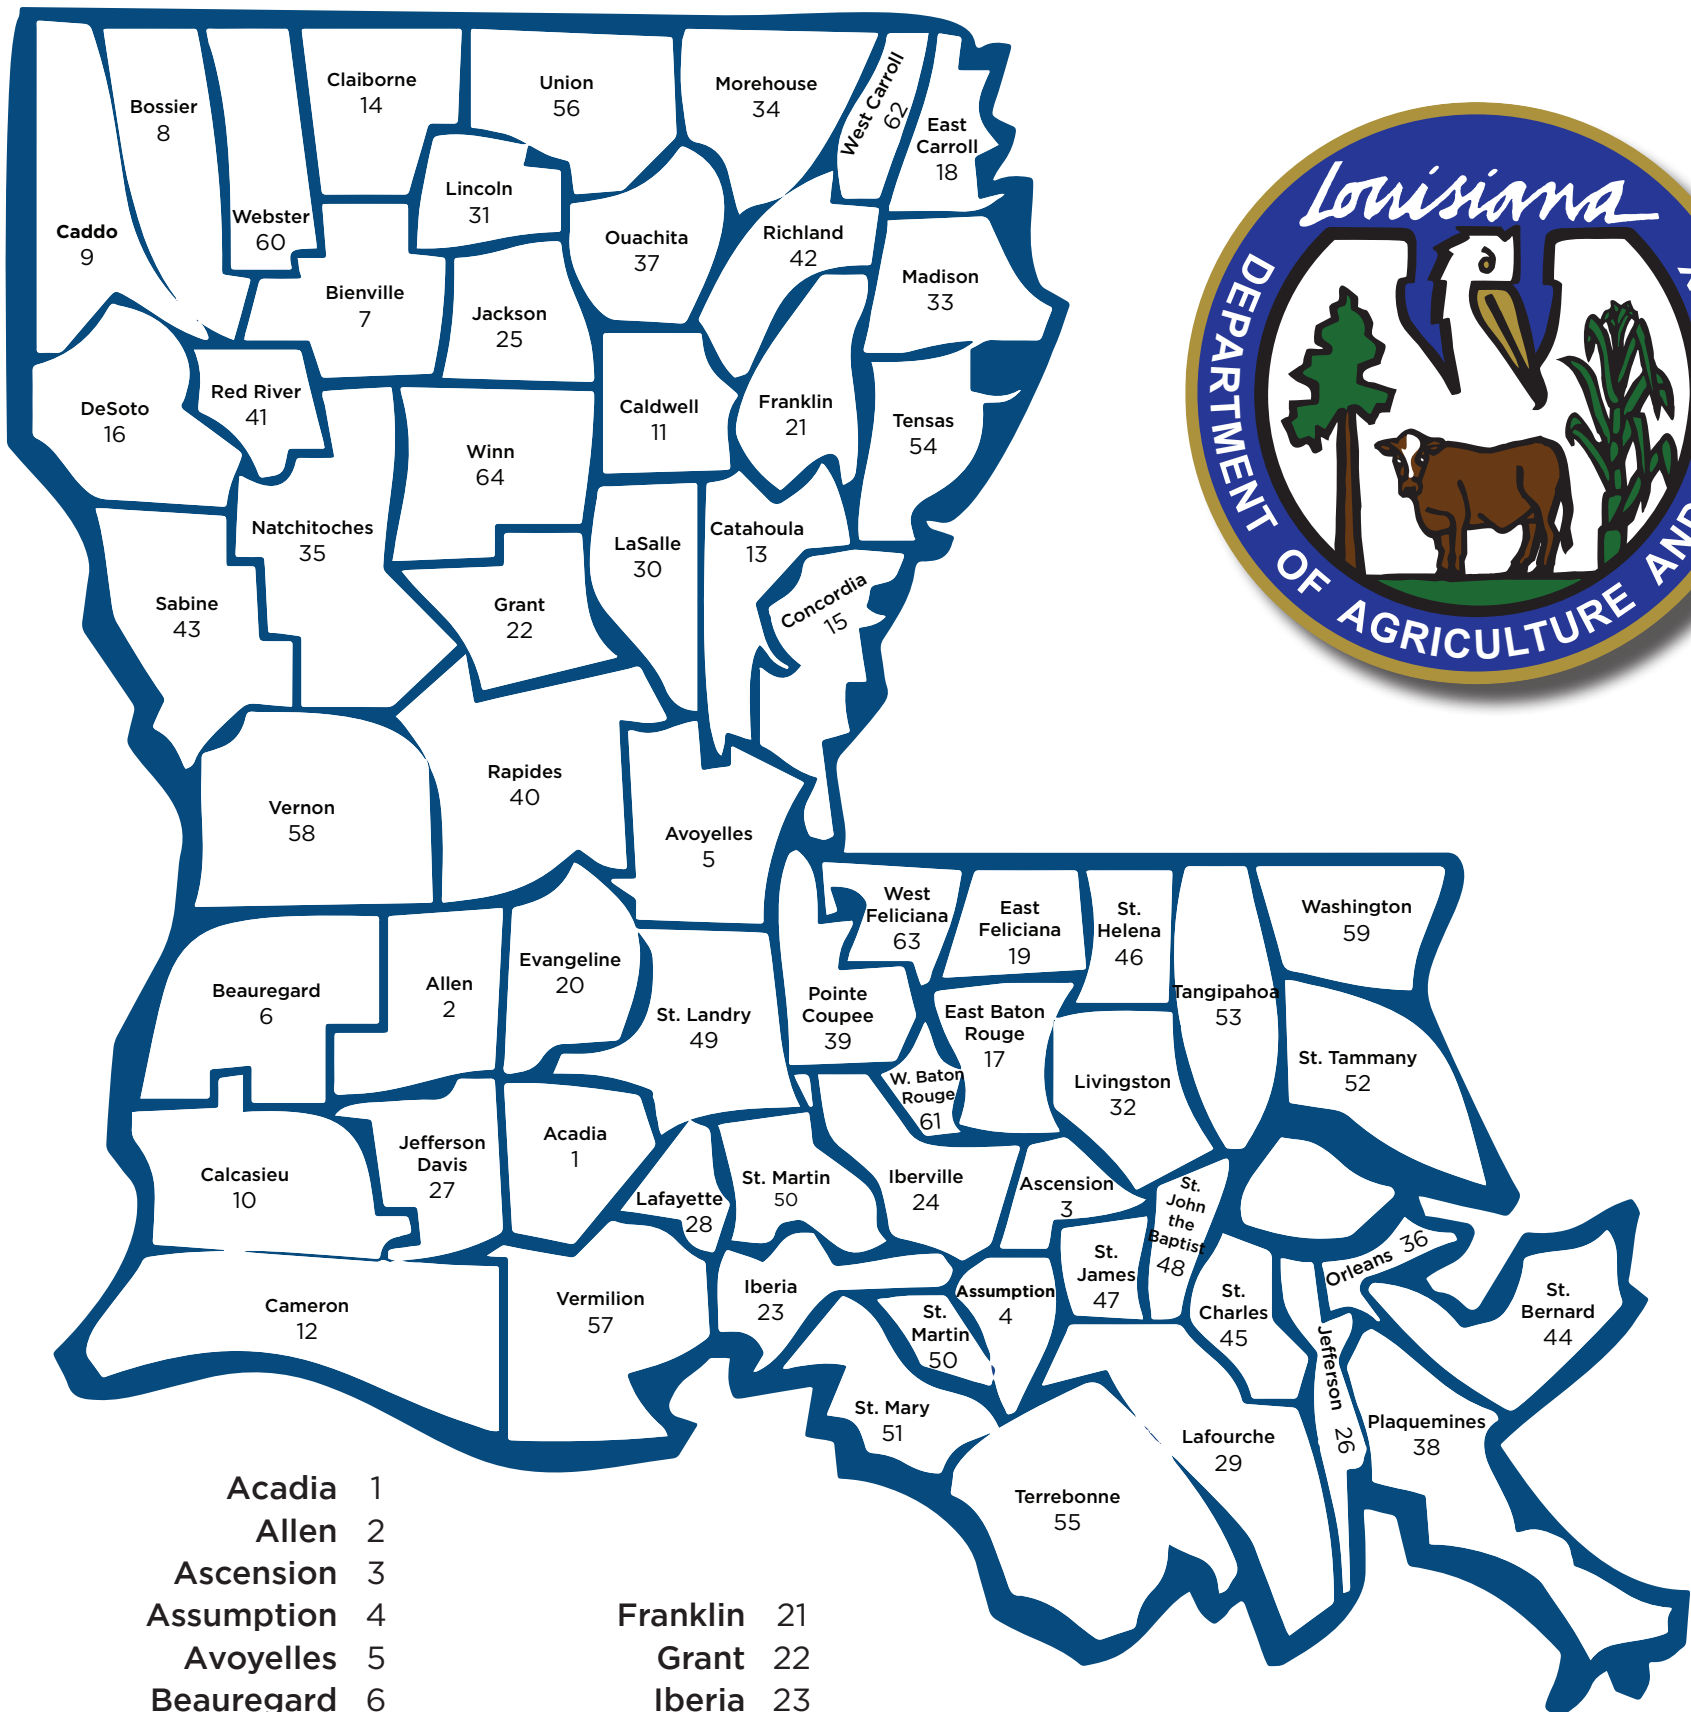 Claiborne
14
Union
56
Morehouse
34
West Carroll
62
East
Carroll
18
Bossier
8
Webster
60
Lincoln
31
Caddo
9
Ouachita
37
Richland
42
Madison
33
Bienville
7
Jackson
25
DeSoto
16
Red River
41
Caldwell
11
Franklin
21
Tensas
54
Winn
64
Natchitoches
35
LaSalle
30
Catahoula
13
Concordia
15
Sabine
43
Grant
22
Rapides
40
Vernon
58
Avoyelles
5
West
Feliciana
63
East
Feliciana
19
St.
Helena
46
Washington
59
Beauregard
6
Allen
2
Evangeline
20
St. Landry
49
Pointe
Coupee
39
East Baton
Rouge
17
Tangipahoa
53
St. Tammany
52
W. Baton
Rouge
61
Livingston
32
Calcasieu
10
Jefferson
Davis
27
Acadia
1
Lafayette
28
St. Martin
50
Iberville
24
Ascension
3
St.
John
the
Baptist
48
St.
James
47
Orleans 36
Cameron
12
Vermilion
57
Iberia
23
St.
Martin
50
Assumption
4
St.
Charles
45
Jefferson 26
St.
Bernard
44
St. Mary
51
Terrebonne
55
Lafourche
29
Plaquemines
38
Louisiana
DEPARTMENT OF AGRICULTURE AND
Acadia 1
Allen 2
Ascension 3
Assumption 4
Avoyelles 5
Beauregard 6
Franklin 21
Grant 22
Iberia 23